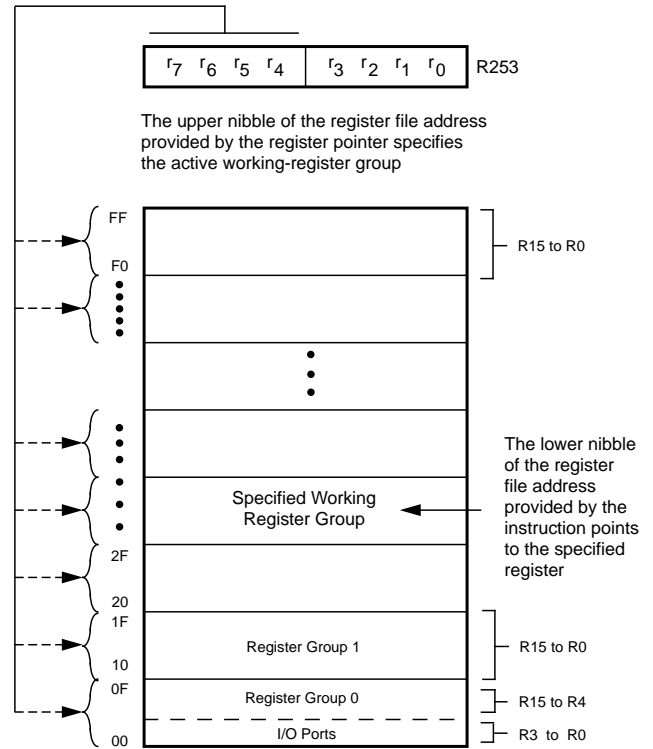 r7 r6 r5 r4 r3 r2 r1 r0 R253
The upper nibble of the register file address
provided by the register pointer specifies
the active working-register group
FF
R15 to R0
F0
The lower nibble
of the register
file address
provided by the
instruction points
to the specified
register
Specified Working
Register Group
2F
20
1F
Register Group 1
R15 to R0
10
0F
Register Group 0
R15 to R4
I/O Ports
R3 to R0
00